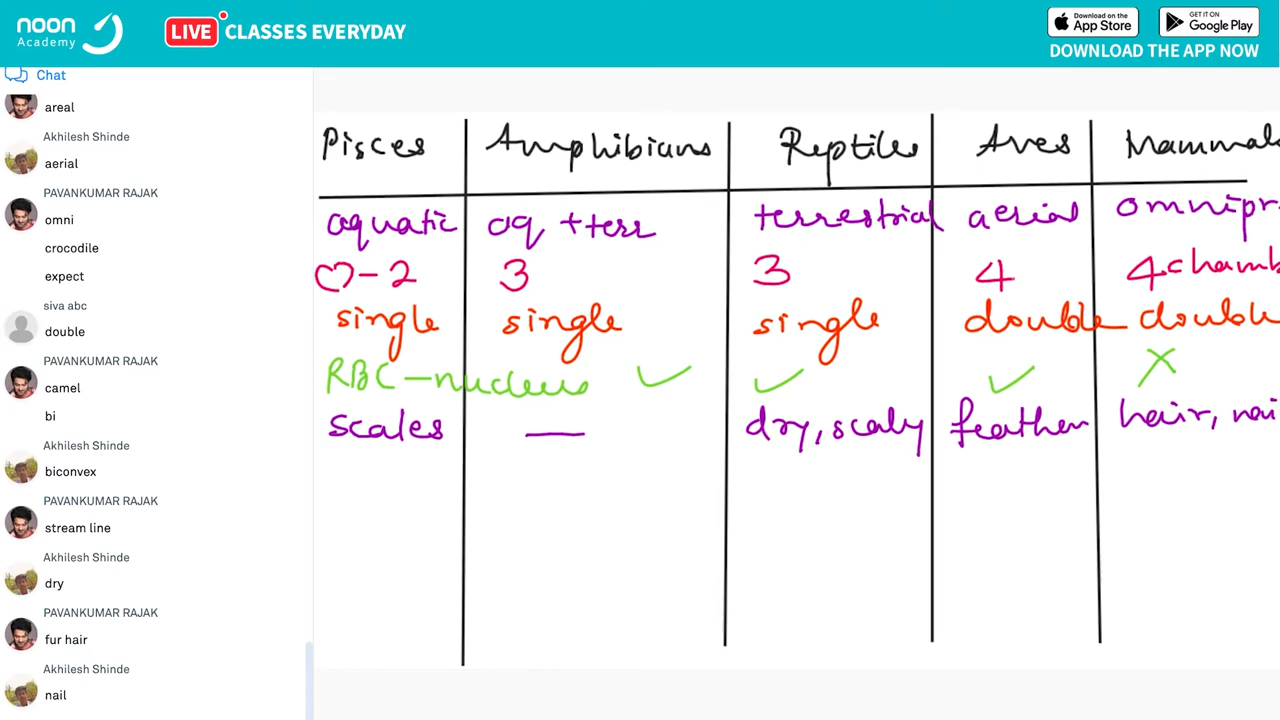 noon
Academy
LIVE CLASSES EVERYDAY
Download on the
App Store
GET IT ON
Google Play
DOWNLOAD THE APP NOW
Chat
areal
Akhilesh Shinde
aerial
PAVANKUMAR RAJAK
omni
crocodile
expect
siva abc
double
PAVANKUMAR RAJAK
camel
bi
Akhilesh Shinde
biconvex
PAVANKUMAR RAJAK
stream line
Akhilesh Shinde
dry
PAVANKUMAR RAJAK
fur hair
Akhilesh Shinde
nail
Pisces Amphibians Reptiles Aves Mammals
aquatic aq + terr terrestrial aerial omnipr
♡ - 2 3 3 4 4 chamb
single single single double double
RBC - nucleus ✓ ✓ ✓ ✗
scales — dry, scaly feather hair, nai